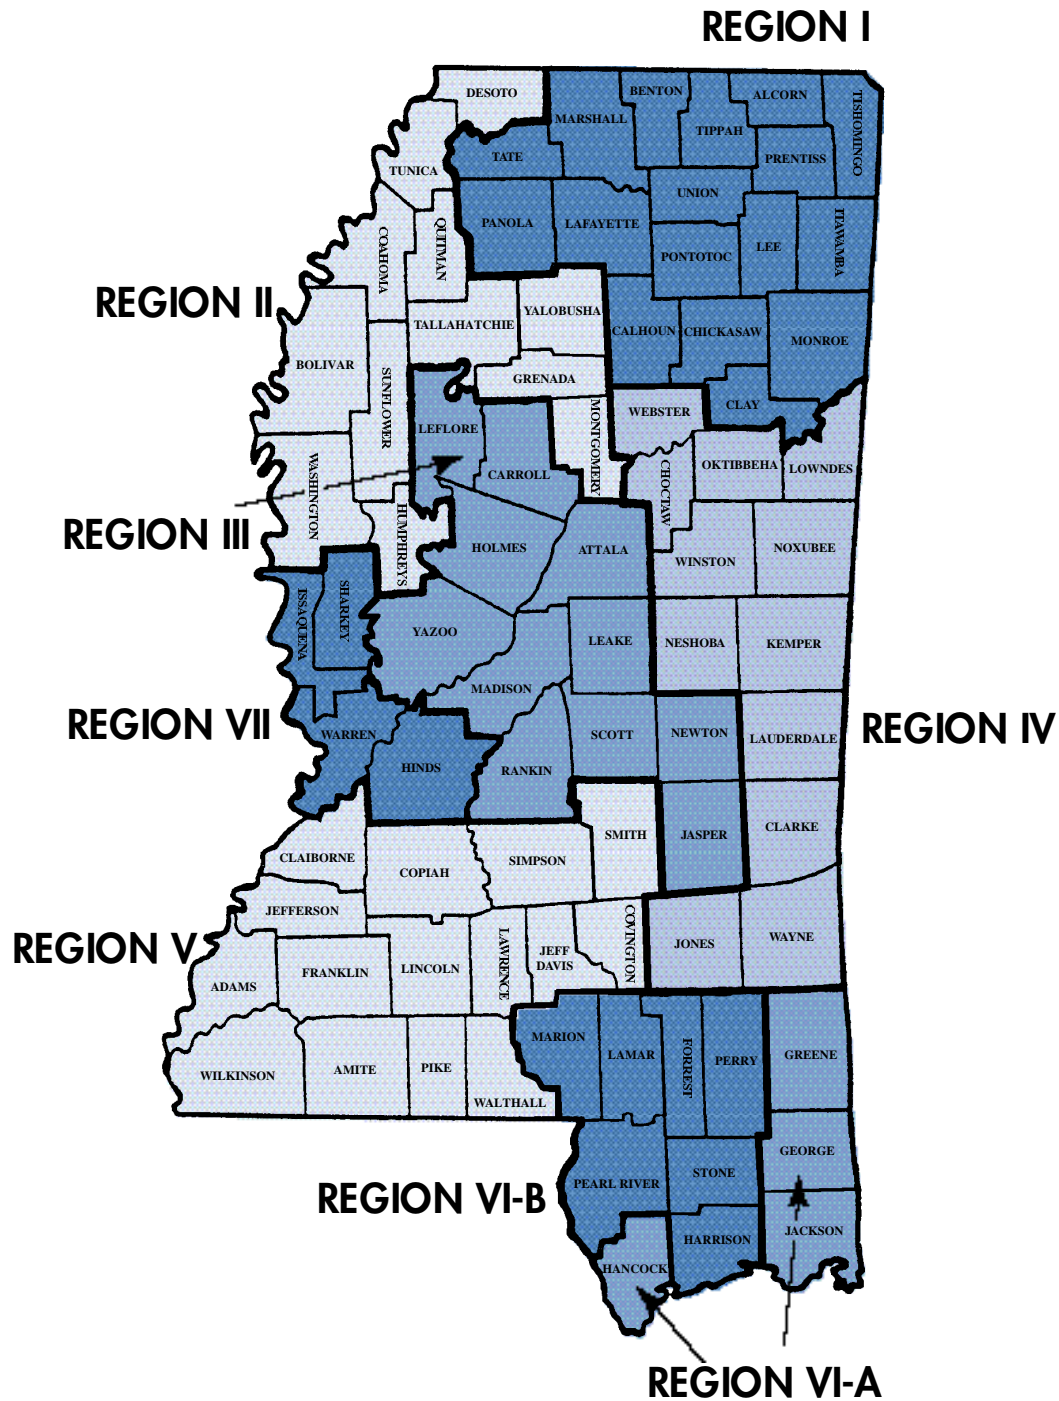 REGION I
DESOTO
BENTON
ALCORN
TISHOMINGO
MARSHALL
TIPPAH
TATE
PRENTISS
TUNICA
UNION
PANOLA
LAFAYETTE
ITAWAMBA
QUITMAN
COAHOMA
LEE
PONTOTOC
REGION II
YALOBUSHA
TALLAHATCHIE
CALHOUN
CHICKASAW
MONROE
BOLIVAR
GRENADA
SUNFLOWER
CLAY
WEBSTER
LEFLORE
MONTGOMERY
OKTIBBEHA
LOWNDES
CARROLL
CHOCTAW
WASHINGTON
REGION III
HUMPHREYS
HOLMES
ATTALA
NOXUBEE
WINSTON
SHARKEY
ISSAQUENA
YAZOO
LEAKE
NESHOBA
KEMPER
MADISON
REGION VII
WARREN
SCOTT
NEWTON
LAUDERDALE
REGION IV
HINDS
RANKIN
SMITH
JASPER
CLARKE
CLAIBORNE
COPIAH
SIMPSON
JEFFERSON
COVINGTON
REGION V
LAWRENCE
JEFF
DAVIS
JONES
WAYNE
FRANKLIN
LINCOLN
ADAMS
MARION
LAMAR
FORREST
PERRY
GREENE
WILKINSON
AMITE
PIKE
WALTHALL
GEORGE
REGION VI-B
PEARL RIVER
STONE
HARRISON
JACKSON
HANCOCK
REGION VI-A